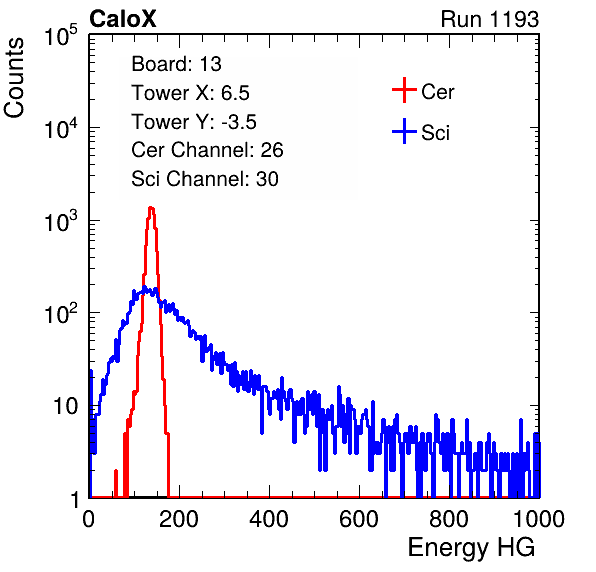 CaloX Run 1193
Counts
10^5
10^4
10^3
10^2
10
1
Board: 13
Tower X: 6.5
Tower Y: -3.5
Cer Channel: 26
Sci Channel: 30
Cer
Sci
0 200 400 600 800 1000
Energy HG